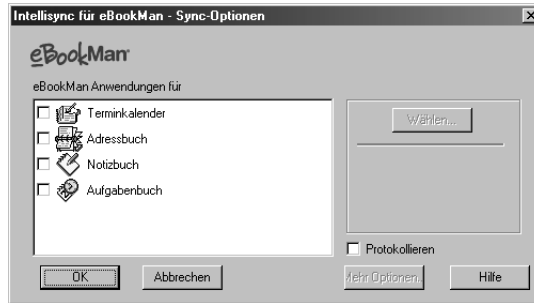 Intellisync für eBookMan - Sync-Optionen
eBookMan
eBookMan Anwendungen für
Terminkalender
Adressbuch
Notizbuch
Aufgabenbuch
Wählen...
Protokollieren
OK
Abbrechen
Mehr Optionen...
Hilfe